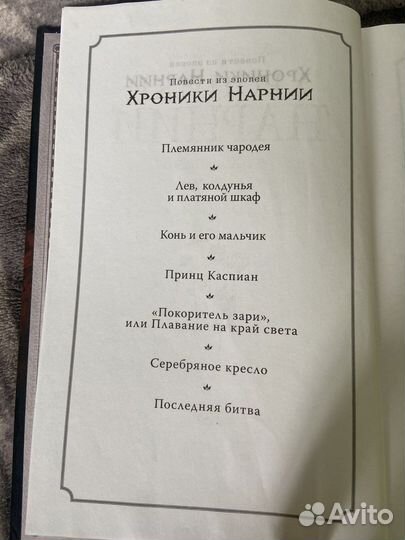 Повести из эпопеи
Хроники Нарнии
Племянник чародея
Лев, колдунья
и платяной шкаф
Конь и его мальчик
Принц Каспиан
«Покоритель зари»,
или Плавание на край света
Серебряное кресло
Последняя битва
Avito